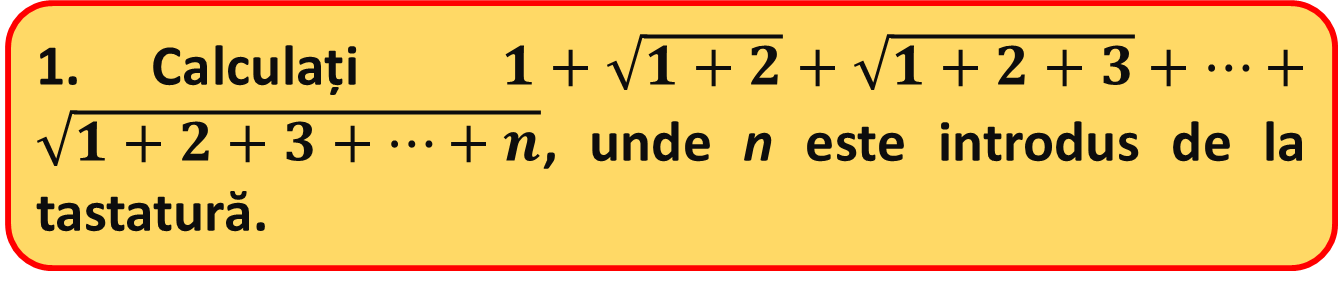 1. Calculați 1 + √(1 + 2) + √(1 + 2 + 3) + ⋯ +
√(1 + 2 + 3 + ⋯ + n), unde n este introdus de la
tastatură.